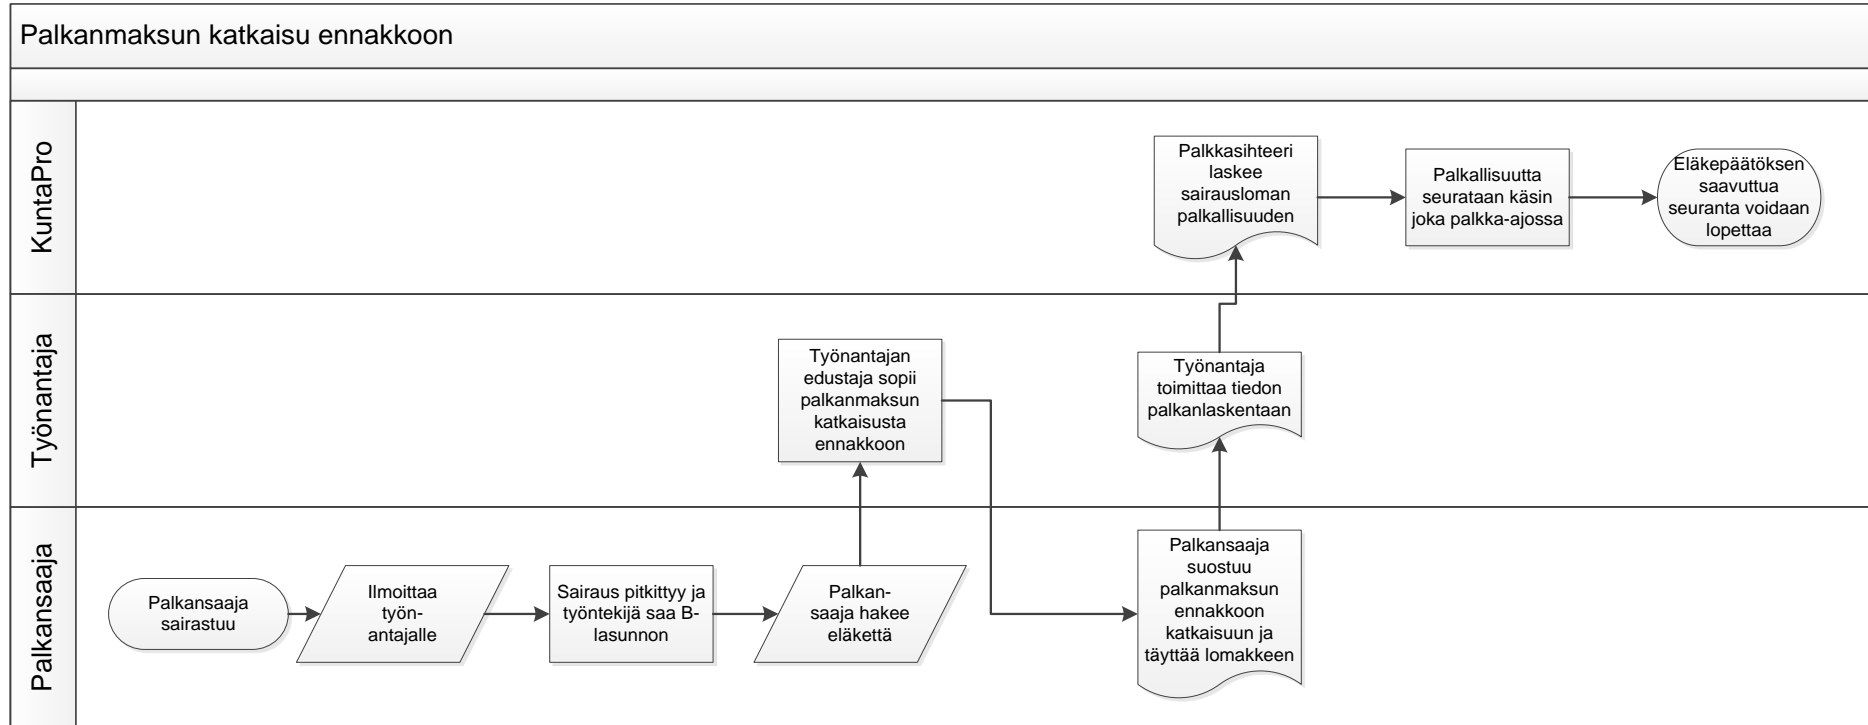 Palkanmaksun katkaisu ennakkoon
KuntaPro
Palkkasihteeri
laskee
sairausloman
palkallisuuden
Palkallisuutta
seurataan käsin
joka palkka-ajossa
Eläkepäätöksen
saavuttua
seuranta voidaan
lopettaa
Työnantaja
Työnantajan
edustaja sopii
palkanmaksun
katkaisusta
ennakkoon
Työnantaja
toimittaa tiedon
palkanlaskentaan
Palkansaaja
Palkansaaja
sairastuu
Ilmoittaa
työn-
antajalle
Sairaus pitkittyy ja
työntekijä saa B-
lasunnon
Palkan-
saaja hakee
eläkettä
Palkansaaja
suostuu
palkanmaksun
ennakkoon
katkaisuun ja
täyttää lomakkeen